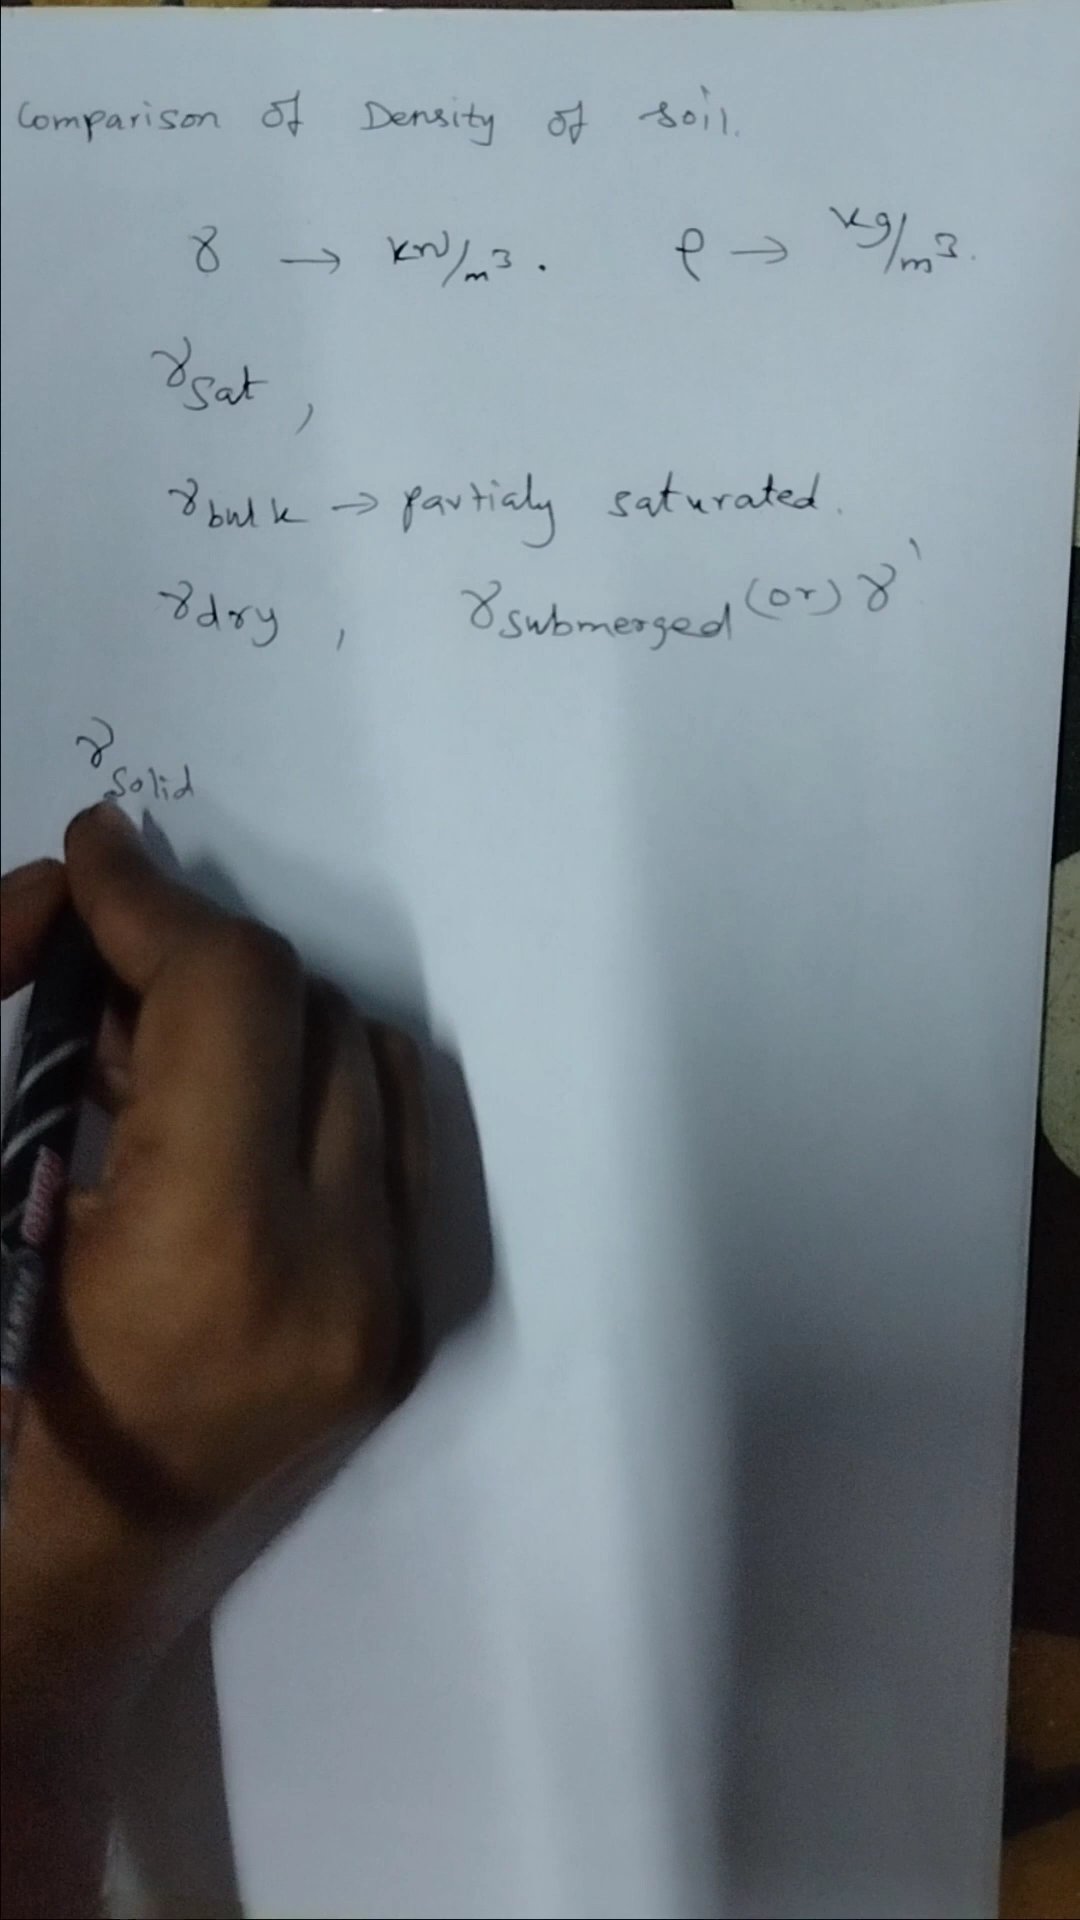 Comparison of Density of soil.
γ → kN/m³. ρ → kg/m³.
γsat,
γbulk → partialy saturated.
γdry, γsubmerged (or) γ'
γsolid